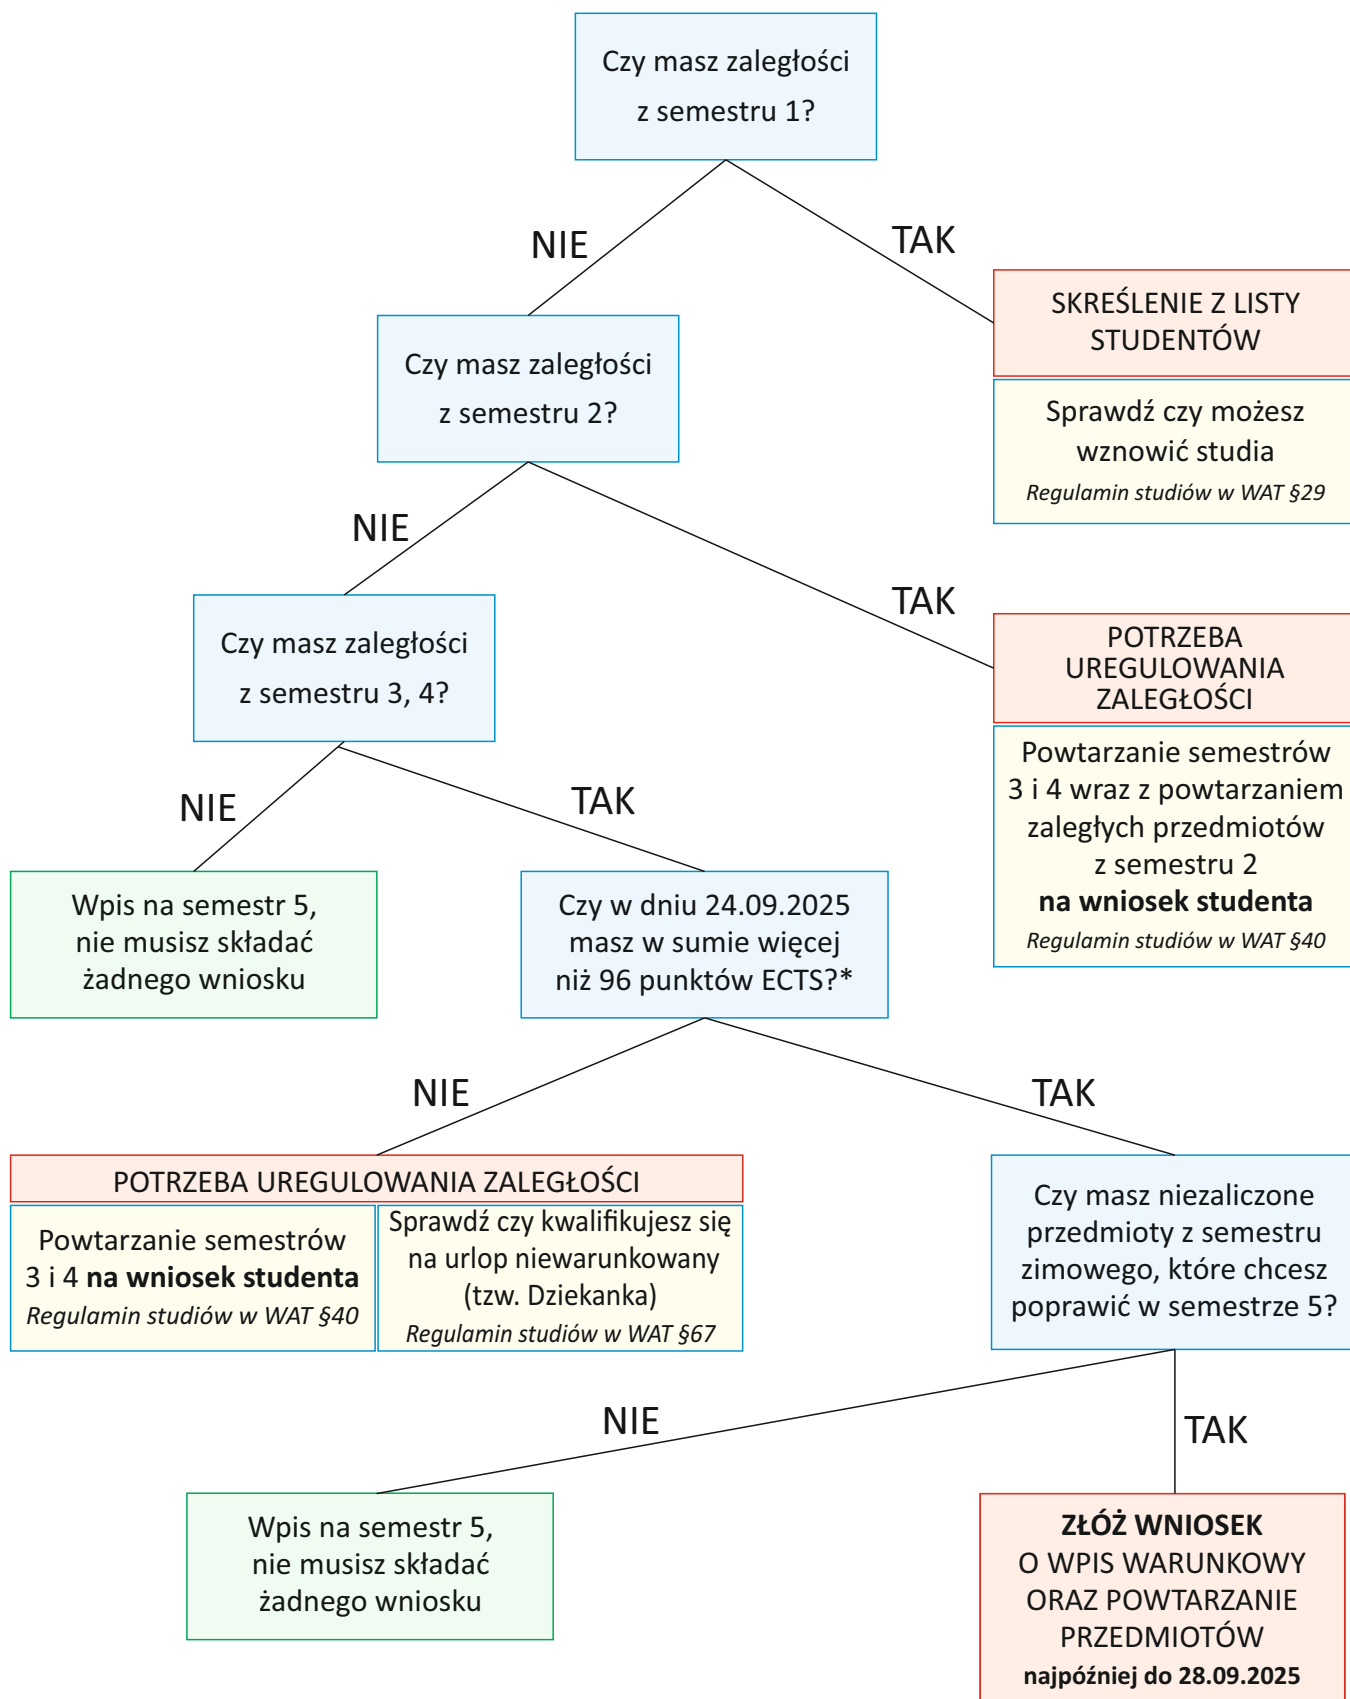 Czy masz zaległości
z semestru 1?
NIE
TAK
SKREŚLENIE Z LISTY
STUDENTÓW
Sprawdź czy możesz
wznowić studia
Regulamin studiów w WAT §29
Czy masz zaległości
z semestru 2?
NIE
TAK
POTRZEBA
UREGULOWANIA
ZALEGŁOŚCI
Powtarzanie semestrów
3 i 4 wraz z powtarzaniem
zaległych przedmiotów
z semestru 2
na wniosek studenta
Regulamin studiów w WAT §40
Czy masz zaległości
z semestru 3, 4?
NIE
TAK
Wpis na semestr 5,
nie musisz składać
żadnego wniosku
Czy w dniu 24.09.2025
masz w sumie więcej
niż 96 punktów ECTS?*
NIE
TAK
POTRZEBA UREGULOWANIA ZALEGŁOŚCI
Powtarzanie semestrów
3 i 4 na wniosek studenta
Regulamin studiów w WAT §40
Sprawdź czy kwalifikujesz się
na urlop niewarunkowany
(tzw. Dziekanka)
Regulamin studiów w WAT §67
Czy masz niezaliczone
przedmioty z semestru
zimowego, które chcesz
poprawić w semestrze 5?
NIE
TAK
Wpis na semestr 5,
nie musisz składać
żadnego wniosku
ZŁÓŻ WNIOSEK
O WPIS WARUNKOWY
ORAZ POWTARZANIE
PRZEDMIOTÓW
najpóźniej do 28.09.2025